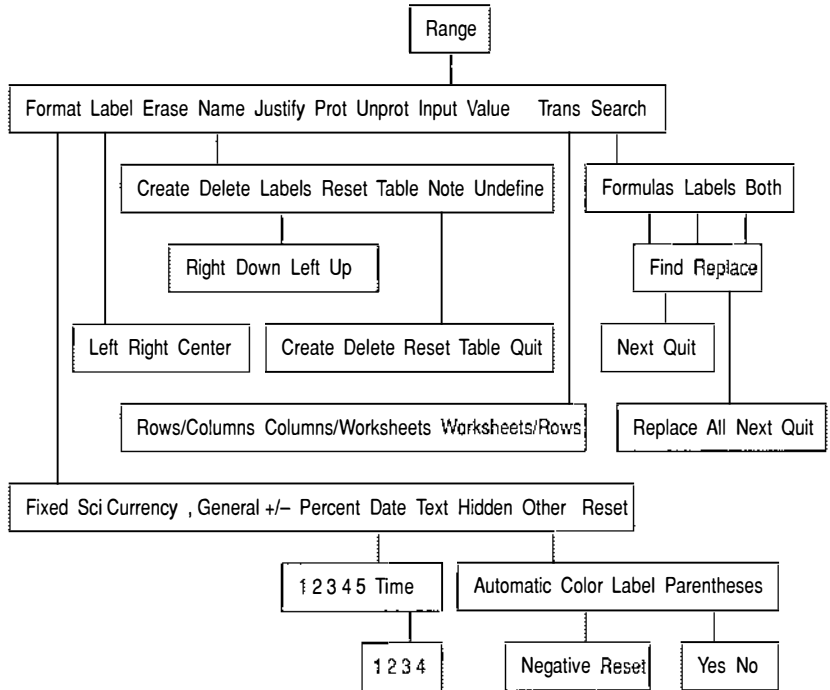 Range
Format Label Erase Name Justify Prot Unprot Input Value Trans Search
Create Delete Labels Reset Table Note Undefine
Formulas Labels Both
Right Down Left Up
Find Replace
Left Right Center
Create Delete Reset Table Quit
Next Quit
Rows/Columns Columns/Worksheets Worksheets/Rows
Replace All Next Quit
Fixed Sci Currency , General +/– Percent Date Text Hidden Other Reset
1 2 3 4 5 Time
Automatic Color Label Parentheses
1 2 3 4
Negative Reset
Yes No